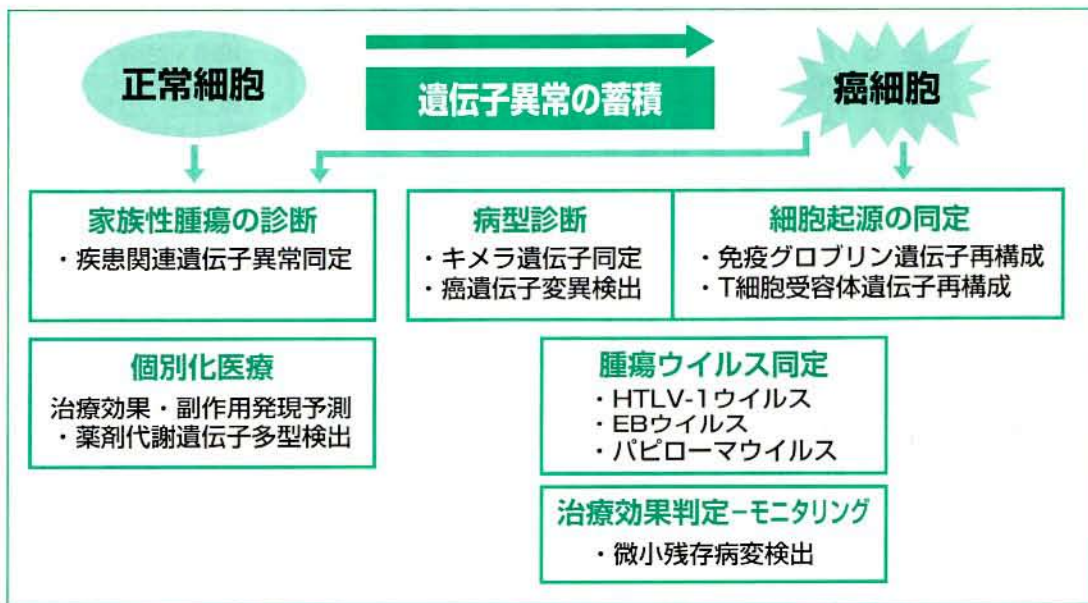 正常細胞
遺伝子異常の蓄積
癌細胞
家族性腫瘍の診断
・疾患関連遺伝子異常同定
病型診断
・キメラ遺伝子同定
・癌遺伝子変異検出
細胞起源の同定
・免疫グロブリン遺伝子再構成
・T細胞受容体遺伝子再構成
個別化医療
治療効果・副作用発現予測
・薬剤代謝遺伝子多型検出
腫瘍ウイルス同定
・HTLV-1ウイルス
・EBウイルス
・パピローマウイルス
治療効果判定−モニタリング
・微小残存病変検出